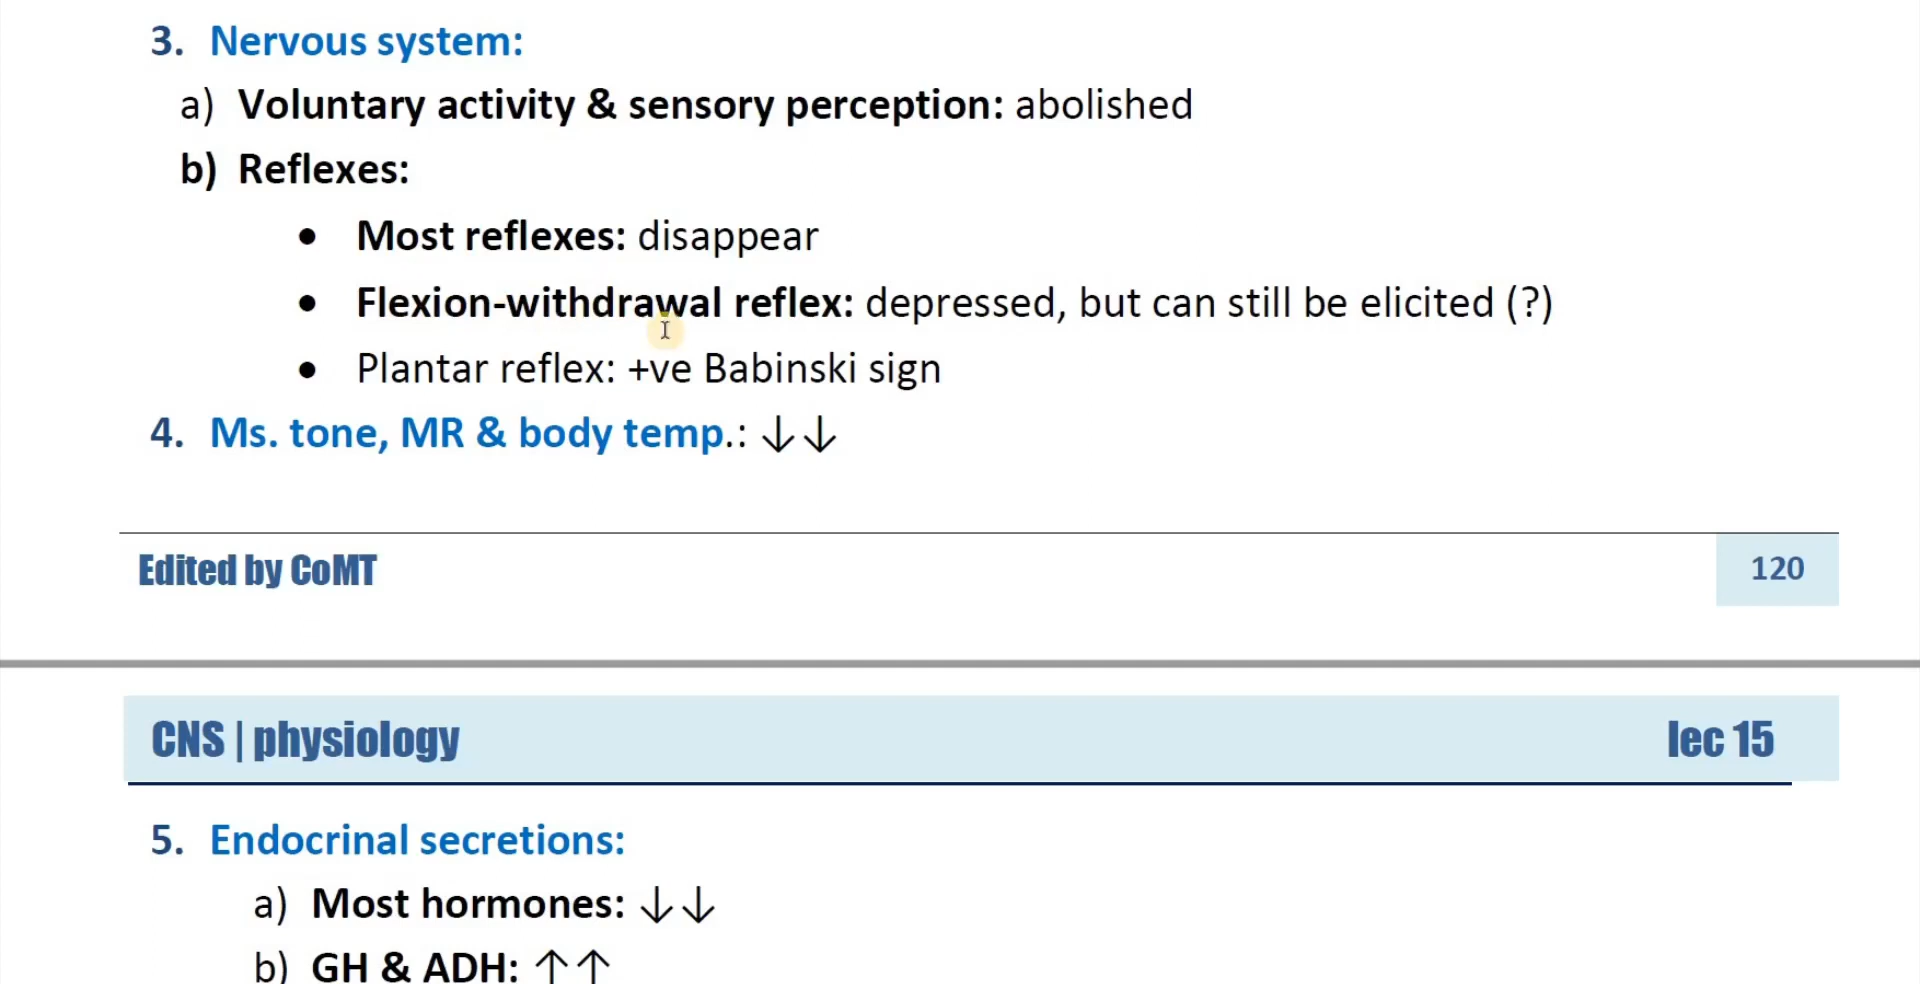 3. Nervous system:
a) Voluntary activity & sensory perception: abolished
b) Reflexes:
• Most reflexes: disappear
• Flexion-withdrawal reflex: depressed, but can still be elicited (?)
• Plantar reflex: +ve Babinski sign
4. Ms. tone, MR & body temp.: ↓↓
Edited by CoMT 120
CNS | physiology lec 15
5. Endocrinal secretions:
a) Most hormones: ↓↓
b) GH & ADH: ↑↑